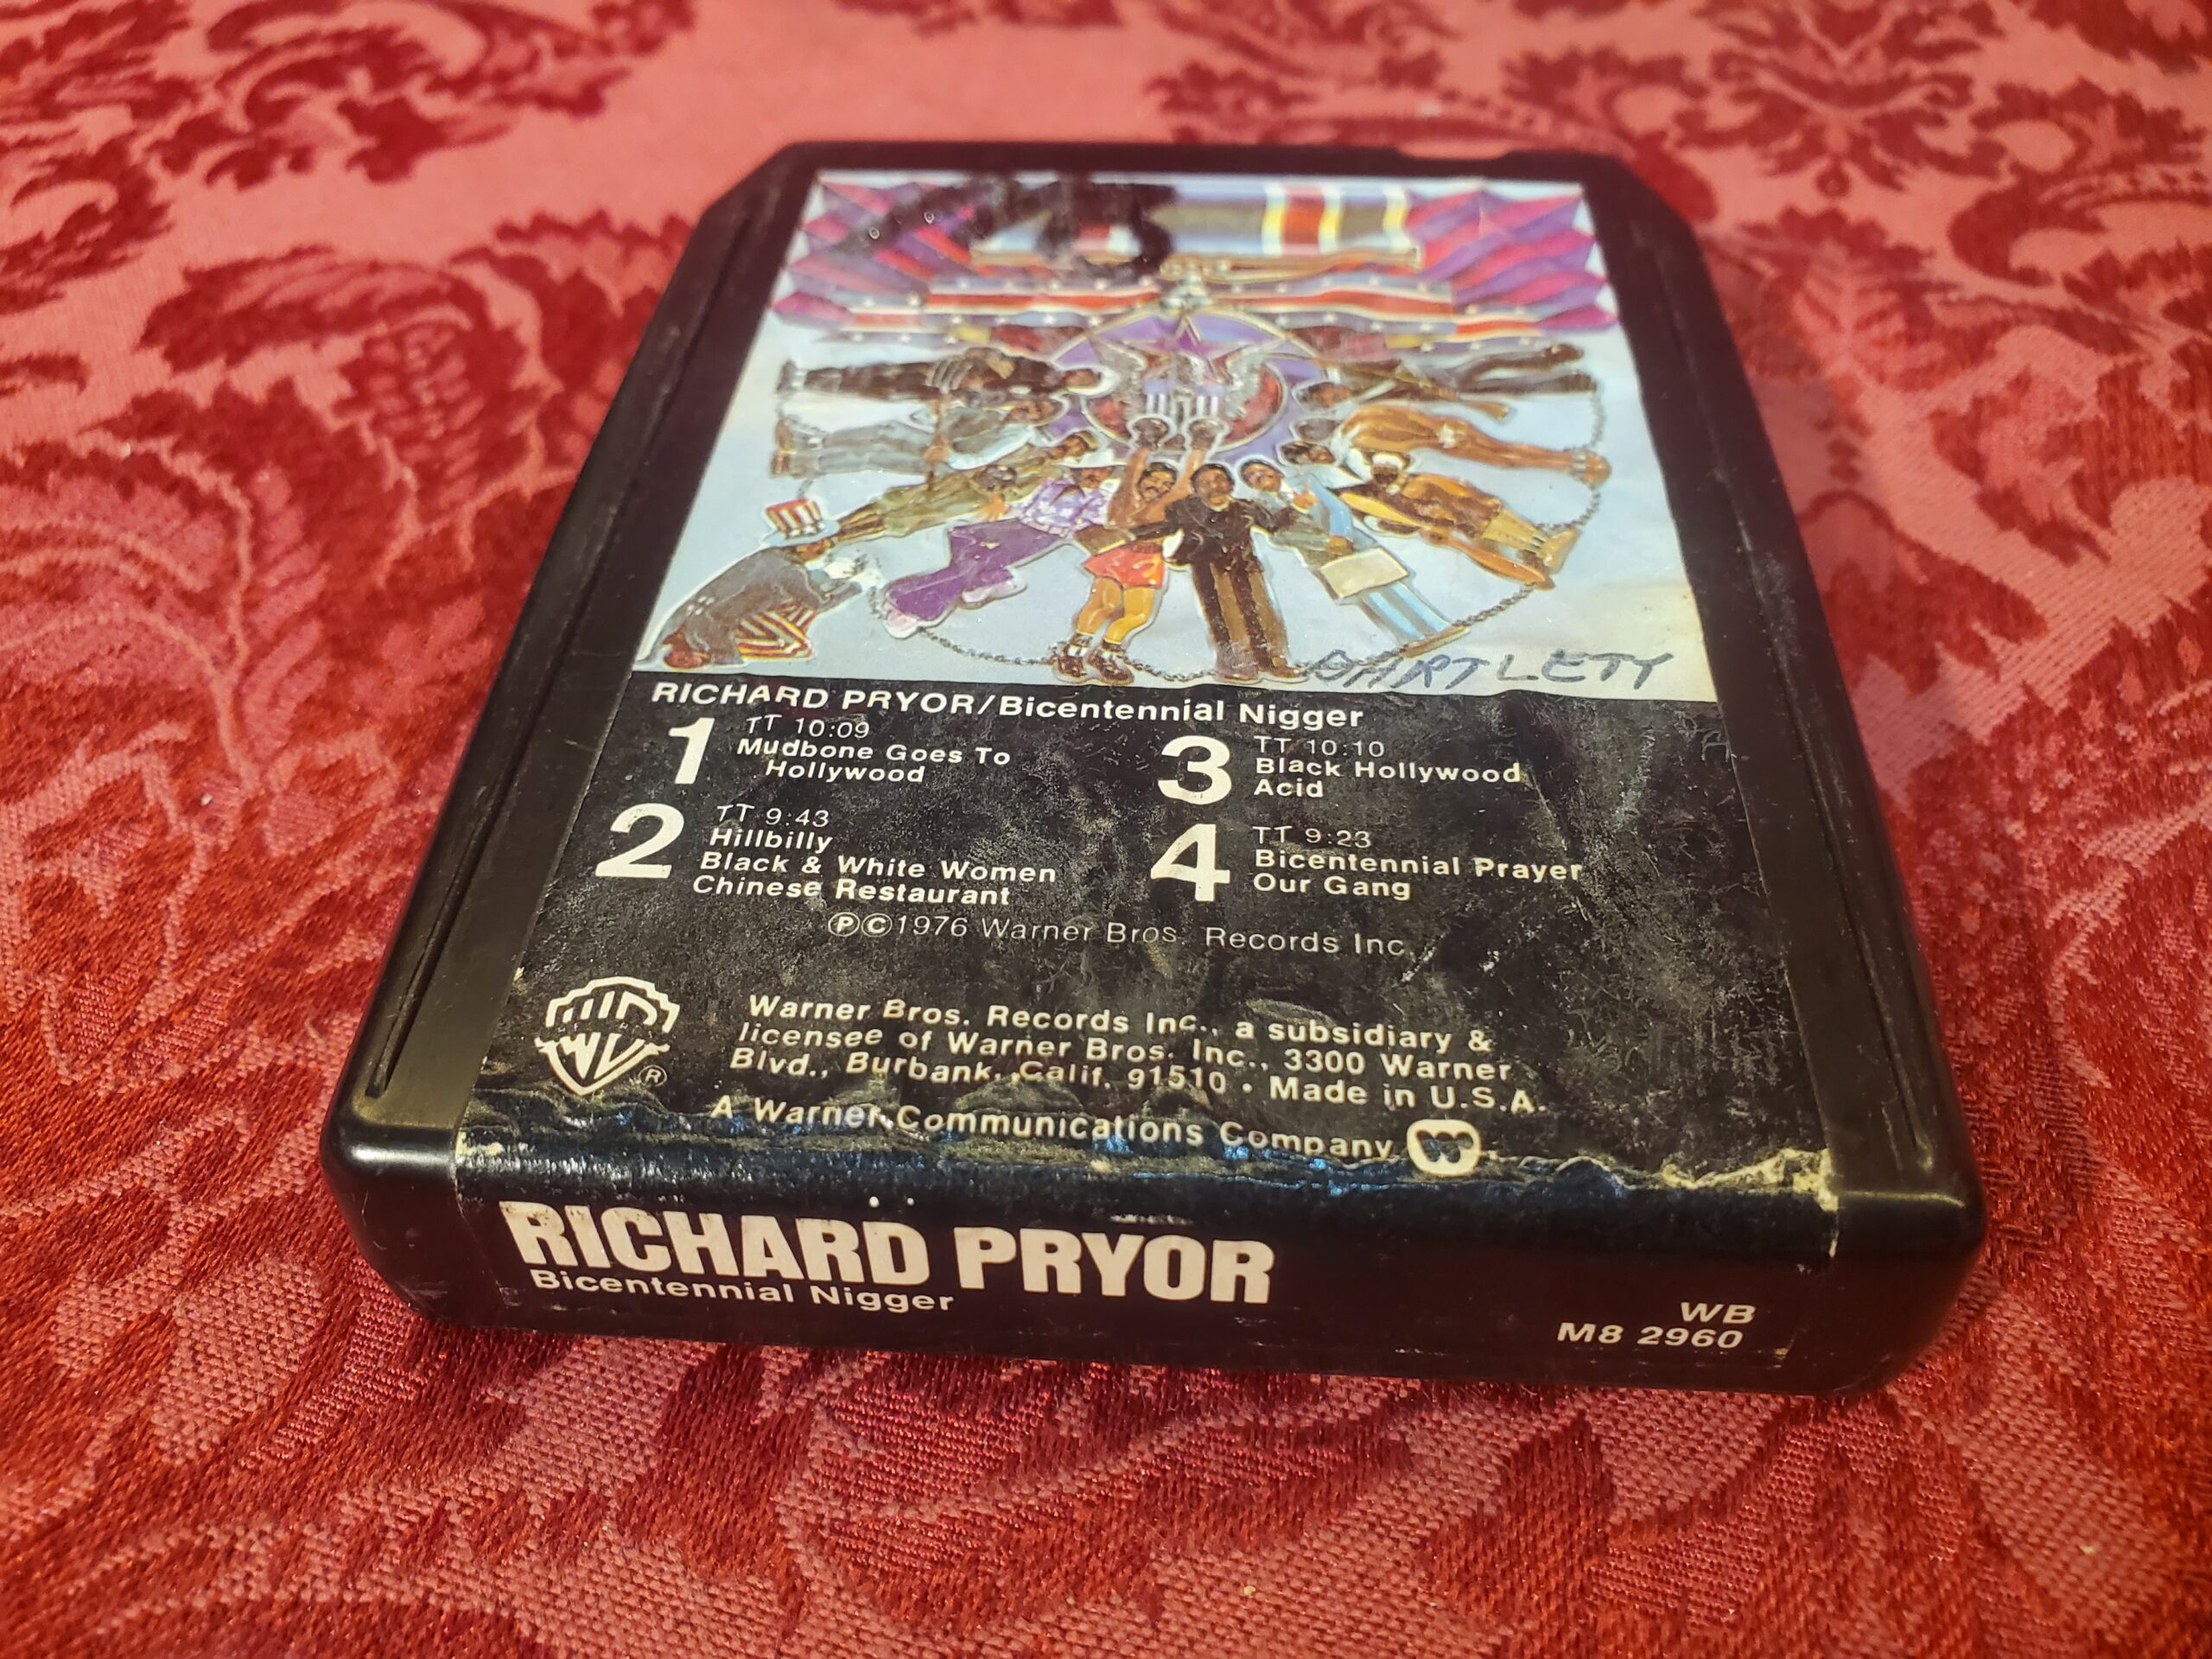 BARTLETT
RICHARD PRYOR/Bicentennial Nigger
1 TT 10:09
Mudbone Goes To
Hollywood
2 TT 9:43
Hillbilly
Black & White Women
Chinese Restaurant
3 TT 10:10
Black Hollywood
Acid
4 TT 9:23
Bicentennial Prayer
Our Gang
ⓅⒸ1976 Warner Bros. Records Inc.
Warner Bros. Records Inc., a subsidiary &
licensee of Warner Bros. Inc., 3300 Warner
Blvd., Burbank, Calif. 91510 • Made in U.S.A.
A Warner Communications Company
RICHARD PRYOR
Bicentennial Nigger
WB
M8 2960